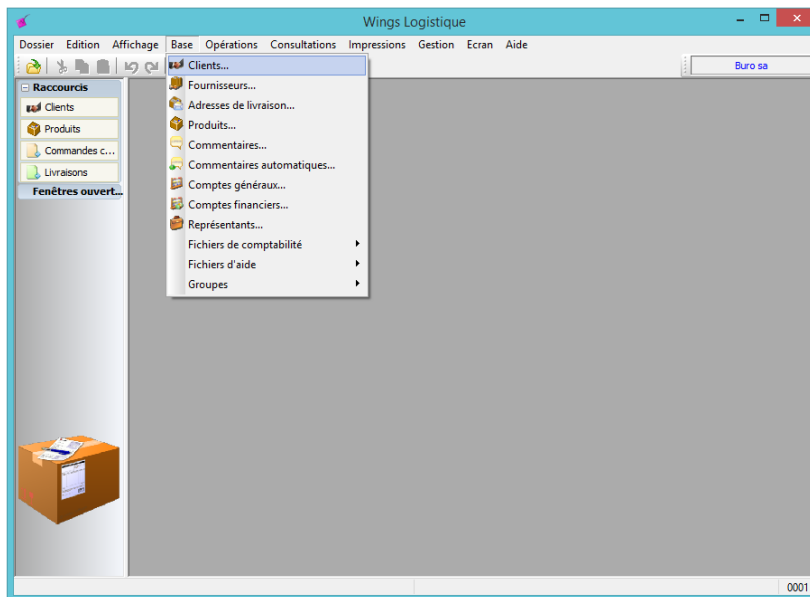 Wings Logistique
Dossier Edition Affichage Base Opérations Consultations Impressions Gestion Ecran Aide
Buro sa
Raccourcis
Clients
Produits
Commandes c...
Livraisons
Fenêtres ouvert...
Clients...
Fournisseurs...
Adresses de livraison...
Produits...
Commentaires...
Commentaires automatiques...
Comptes généraux...
Comptes financiers...
Représentants...
Fichiers de comptabilité
Fichiers d'aide
Groupes
0001